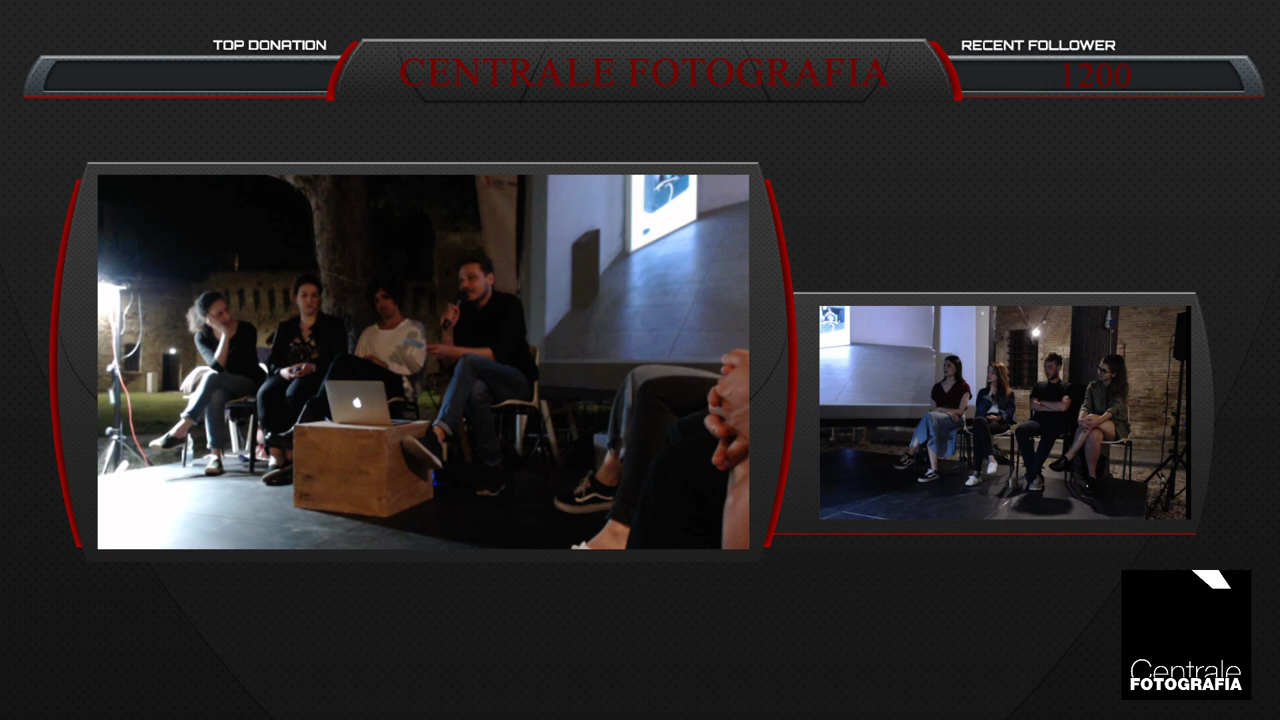 TOP DONATION
CENTRALE FOTOGRAFIA
RECENT FOLLOWER
1200
Centrale
FOTOGRAFIA